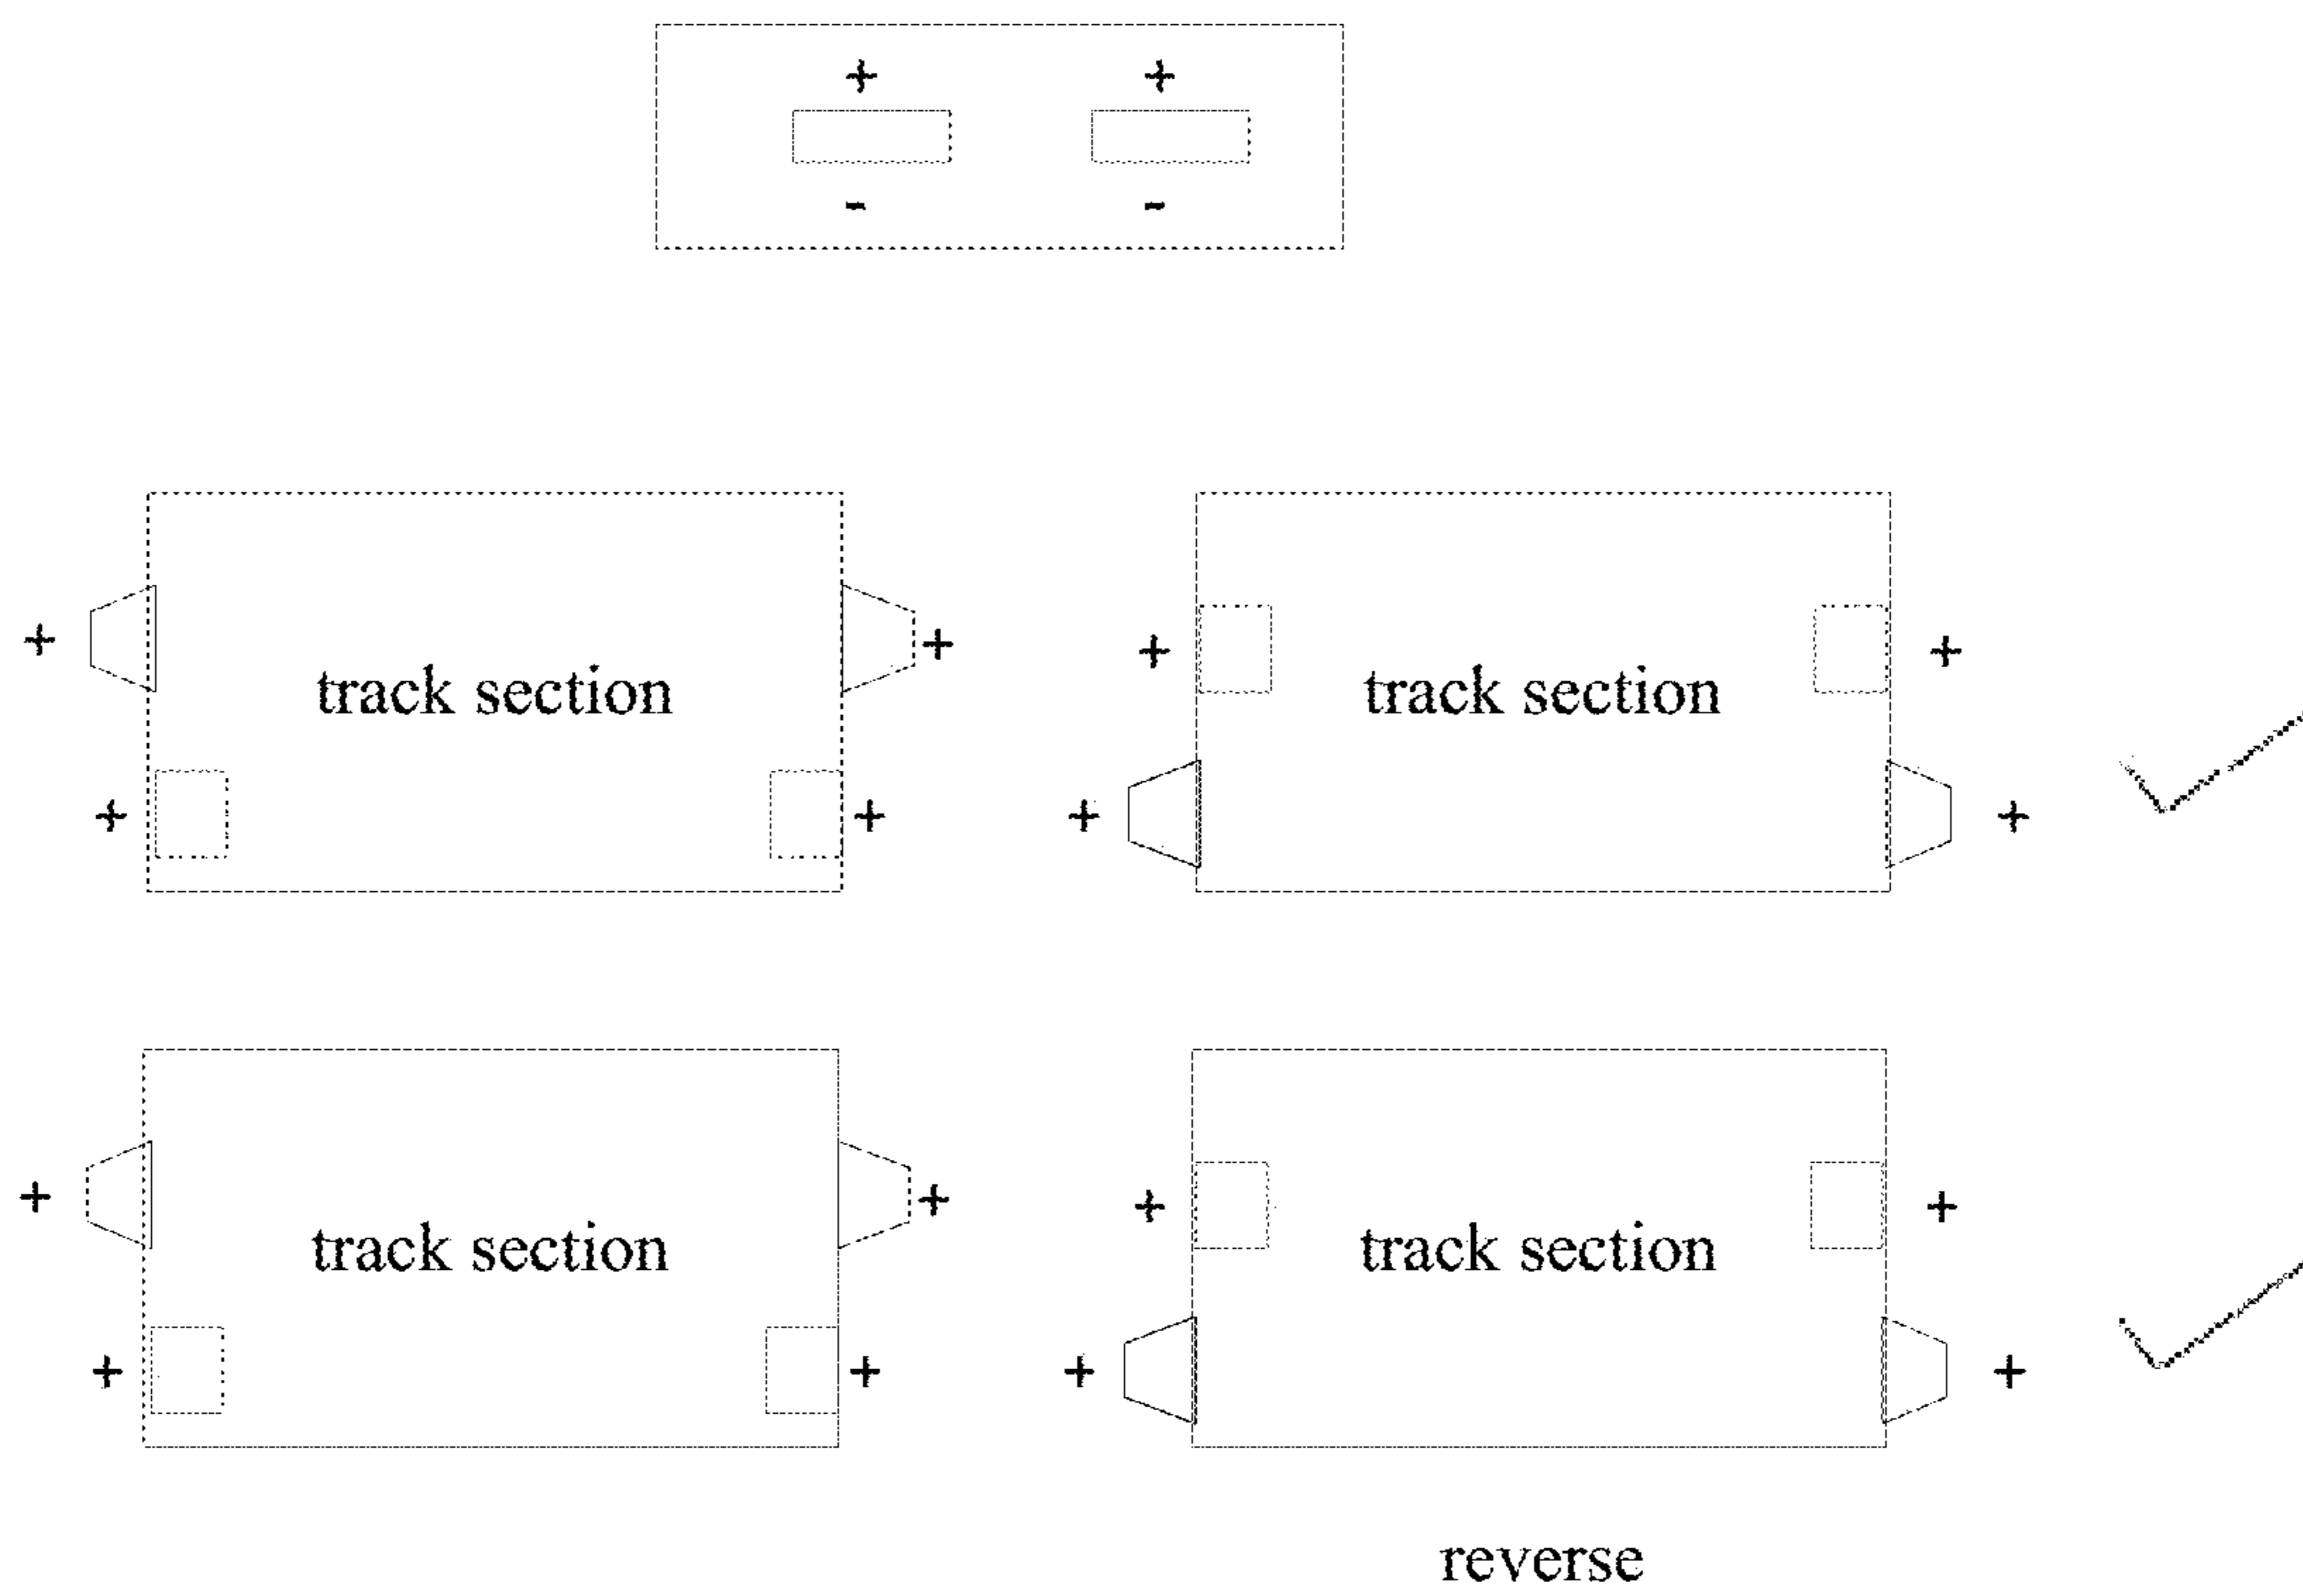 + +
- -
+ + + +
track section track section
+ + + +
+ + + +
track section track section
+ + + +
reverse